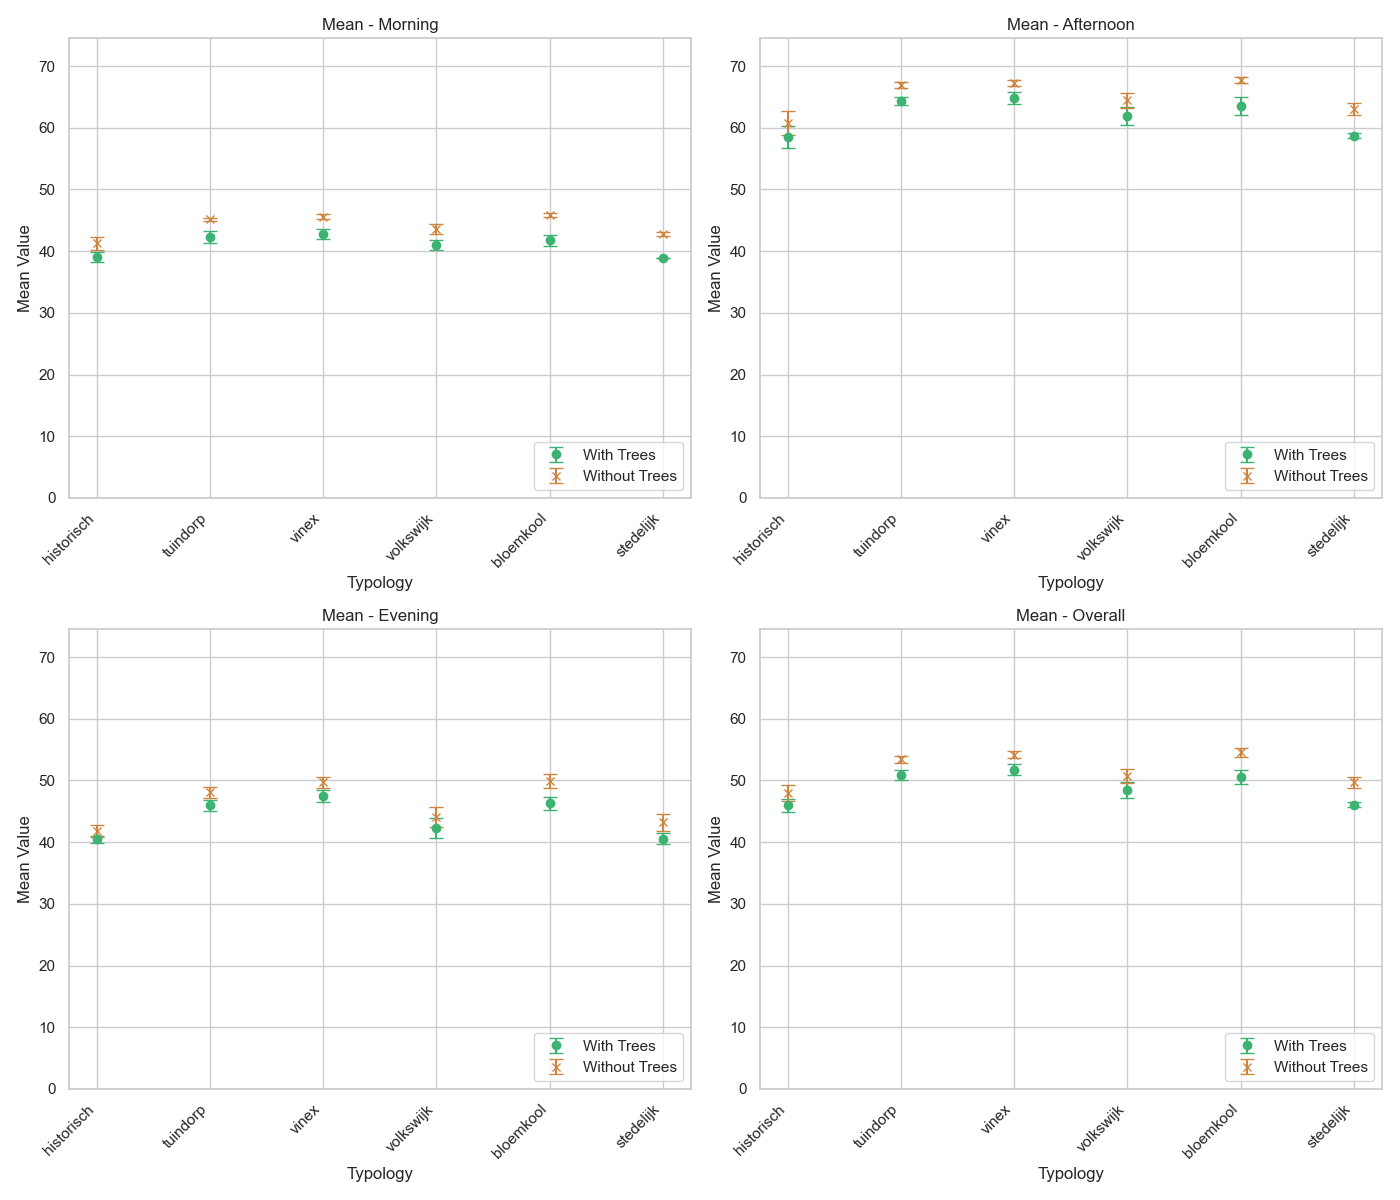 Mean - Morning
Mean Value
70
60
50
40
30
20
10
0
With Trees
Without Trees
historisch
tuindorp
vinex
volkswijk
bloemkool
stedelijk
Typology
Mean - Afternoon
Mean Value
70
60
50
40
30
20
10
0
With Trees
Without Trees
historisch
tuindorp
vinex
volkswijk
bloemkool
stedelijk
Typology
Mean - Evening
Mean Value
70
60
50
40
30
20
10
0
With Trees
Without Trees
historisch
tuindorp
vinex
volkswijk
bloemkool
stedelijk
Typology
Mean - Overall
Mean Value
70
60
50
40
30
20
10
0
With Trees
Without Trees
historisch
tuindorp
vinex
volkswijk
bloemkool
stedelijk
Typology